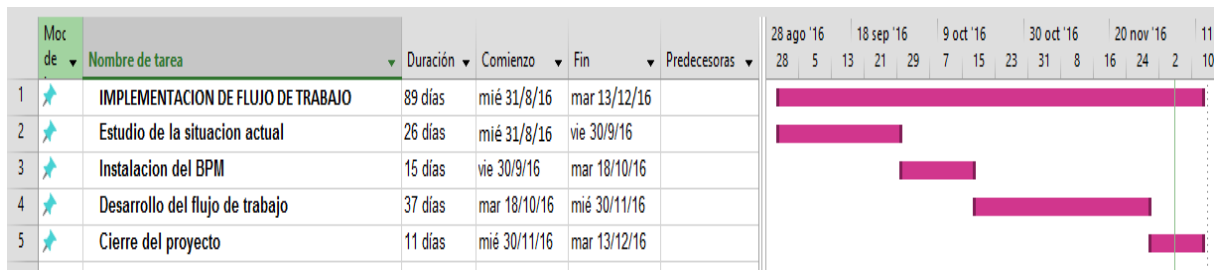 Moc
de Nombre de tarea Duración Comienzo Fin Predecesoras
28 ago '16 18 sep '16 9 oct '16 30 oct '16 20 nov '16 11
28 5 13 21 29 7 15 23 31 8 16 24 2 10
1 IMPLEMENTACION DE FLUJO DE TRABAJO 89 días mié 31/8/16 mar 13/12/16
2 Estudio de la situacion actual 26 días mié 31/8/16 vie 30/9/16
3 Instalacion del BPM 15 días vie 30/9/16 mar 18/10/16
4 Desarrollo del flujo de trabajo 37 días mar 18/10/16 mié 30/11/16
5 Cierre del proyecto 11 días mié 30/11/16 mar 13/12/16